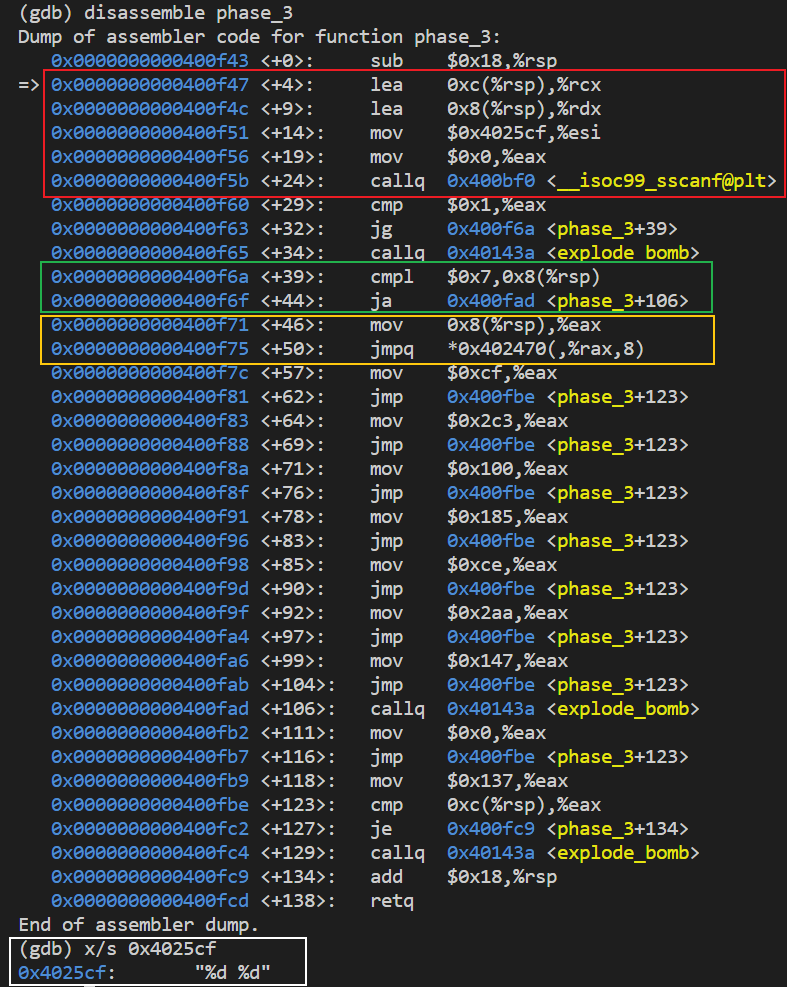 (gdb) disassemble phase_3
Dump of assembler code for function phase_3:
0x0000000000400f43 <+0>: sub $0x18,%rsp
=> 0x0000000000400f47 <+4>: lea 0xc(%rsp),%rcx
0x0000000000400f4c <+9>: lea 0x8(%rsp),%rdx
0x0000000000400f51 <+14>: mov $0x4025cf,%esi
0x0000000000400f56 <+19>: mov $0x0,%eax
0x0000000000400f5b <+24>: callq 0x400bf0 <__isoc99_sscanf@plt>
0x0000000000400f60 <+29>: cmp $0x1,%eax
0x0000000000400f63 <+32>: jg 0x400f6a <phase_3+39>
0x0000000000400f65 <+34>: callq 0x40143a <explode_bomb>
0x0000000000400f6a <+39>: cmpl $0x7,0x8(%rsp)
0x0000000000400f6f <+44>: ja 0x400fad <phase_3+106>
0x0000000000400f71 <+46>: mov 0x8(%rsp),%eax
0x0000000000400f75 <+50>: jmpq *0x402470(,%rax,8)
0x0000000000400f7c <+57>: mov $0xcf,%eax
0x0000000000400f81 <+62>: jmp 0x400fbe <phase_3+123>
0x0000000000400f83 <+64>: mov $0x2c3,%eax
0x0000000000400f88 <+69>: jmp 0x400fbe <phase_3+123>
0x0000000000400f8a <+71>: mov $0x100,%eax
0x0000000000400f8f <+76>: jmp 0x400fbe <phase_3+123>
0x0000000000400f91 <+78>: mov $0x185,%eax
0x0000000000400f96 <+83>: jmp 0x400fbe <phase_3+123>
0x0000000000400f98 <+85>: mov $0xce,%eax
0x0000000000400f9d <+90>: jmp 0x400fbe <phase_3+123>
0x0000000000400f9f <+92>: mov $0x2aa,%eax
0x0000000000400fa4 <+97>: jmp 0x400fbe <phase_3+123>
0x0000000000400fa6 <+99>: mov $0x147,%eax
0x0000000000400fab <+104>: jmp 0x400fbe <phase_3+123>
0x0000000000400fad <+106>: callq 0x40143a <explode_bomb>
0x0000000000400fb2 <+111>: mov $0x0,%eax
0x0000000000400fb7 <+116>: jmp 0x400fbe <phase_3+123>
0x0000000000400fb9 <+118>: mov $0x137,%eax
0x0000000000400fbe <+123>: cmp 0xc(%rsp),%eax
0x0000000000400fc2 <+127>: je 0x400fc9 <phase_3+134>
0x0000000000400fc4 <+129>: callq 0x40143a <explode_bomb>
0x0000000000400fc9 <+134>: add $0x18,%rsp
0x0000000000400fcd <+138>: retq
End of assembler dump.
(gdb) x/s 0x4025cf
0x4025cf: "%d %d"